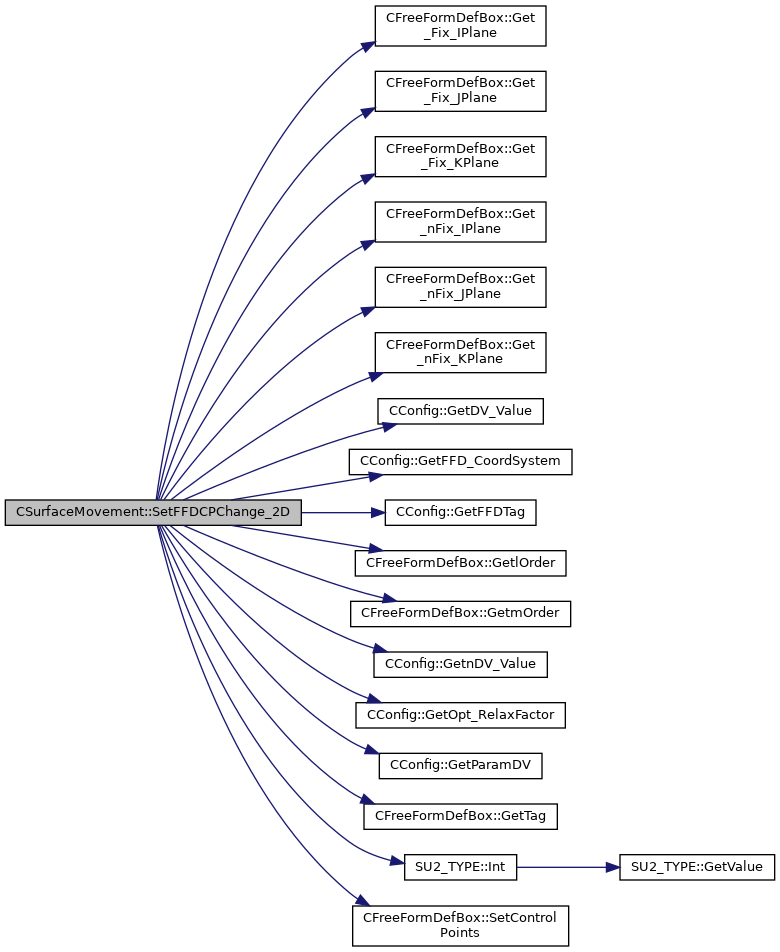 CFreeFormDefBox::Get
_Fix_IPlane
CFreeFormDefBox::Get
_Fix_JPlane
CFreeFormDefBox::Get
_Fix_KPlane
CFreeFormDefBox::Get
_nFix_IPlane
CFreeFormDefBox::Get
_nFix_JPlane
CFreeFormDefBox::Get
_nFix_KPlane
CConfig::GetDV_Value
CConfig::GetFFD_CoordSystem
CSurfaceMovement::SetFFDCPChange_2D
CConfig::GetFFDTag
CFreeFormDefBox::GetlOrder
CFreeFormDefBox::GetmOrder
CConfig::GetnDV_Value
CConfig::GetOpt_RelaxFactor
CConfig::GetParamDV
CFreeFormDefBox::GetTag
SU2_TYPE::Int
SU2_TYPE::GetValue
CFreeFormDefBox::SetControl
Points